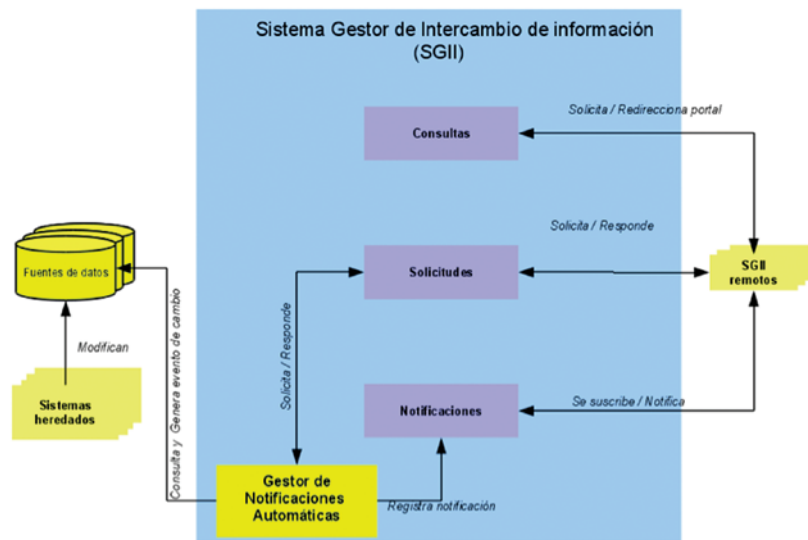 Sistema Gestor de Intercambio de información
(SGII)
Solicita / Redirecciona portal
Consultas
Solicita / Responde
Fuentes de datos
Solicitudes
SGII
remotos
Consulta y Genera evento de cambio
Solicita / Responde
Modifican
Sistemas
heredados
Notificaciones
Se suscribe / Notifica
Gestor de
Notificaciones
Automáticas
Registra notificación